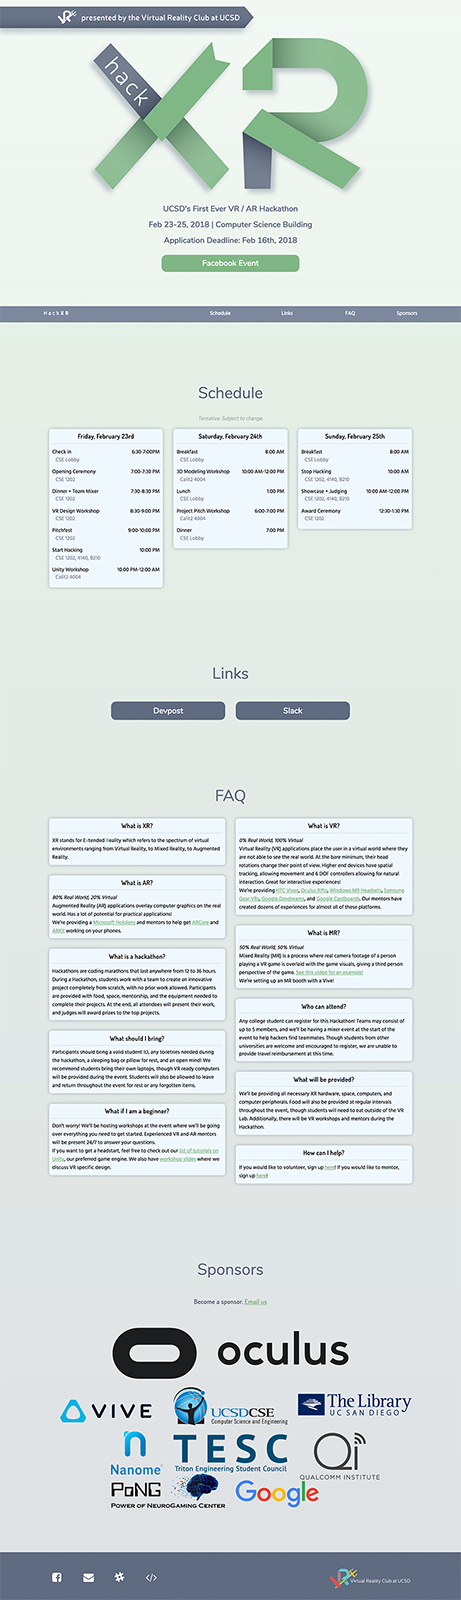 VR presented by the Virtual Reality Club at UCSD
hack
XR
UCSD's First Ever VR / AR Hackathon
Feb 23-25, 2018 | Computer Science Building
Application Deadline: Feb 16th, 2018
Facebook Event
HackXR Schedule Links FAQ Sponsors
Schedule
Tentative. Subject to change.
Friday, February 23rd
Check in 6:30-7:00PM
CSE Lobby
Opening Ceremony 7:00-7:30 PM
CSE 1202
Dinner + Team Mixer 7:30-8:30 PM
CSE 1202
VR Design Workshop 8:30-9:00 PM
CSE 1202
Pitchfest 9:00-10:00 PM
CSE 1202
Start Hacking 10:00 PM
CSE 1202, 4140, B210
Unity Workshop 10:00 PM-12:00 AM
Calit2 4004
Saturday, February 24th
Breakfast 8:00 AM
CSE Lobby
3D Modeling Workshop 10:00 AM-12:00 PM
Calit2 4004
Lunch 1:00 PM
CSE Lobby
Project Pitch Workshop 6:00-7:00 PM
Calit2 4004
Dinner 7:00 PM
CSE Lobby
Sunday, February 25th
Breakfast 8:00 AM
CSE Lobby
Stop Hacking 10:00 AM
CSE 1202, 4140, B210
Showcase + Judging 10:00 AM-12:00 PM
CSE 1202, 4140, B210
Award Ceremony 12:30-1:30 PM
CSE 1202
Links
Devpost Slack
FAQ
What is XR?
XR stands for Extended Reality which refers to the spectrum of virtual
environments ranging from Virtual Reality, to Mixed Reality, to Augmented
Reality.
What is AR?
80% Real World, 20% Virtual
Augmented Reality (AR) applications overlay computer graphics on the real
world. Has a lot of potential for practical applications!
We're providing a Microsoft Hololens and mentors to help get ARCore and
ARKit working on your phones.
What is a hackathon?
Hackathons are coding marathons that last anywhere from 12 to 36 hours.
During a Hackathon, students work with a team to create an innovative
project completely from scratch, with no prior work allowed. Participants
are provided with food, space, mentorship, and the equipment needed to
complete their projects. At the end, all attendees will present their work,
and judges will award prizes to the top projects.
What should I bring?
Participants should bring a valid student ID, any toiletries needed during
the hackathon, a sleeping bag or pillow for rest, and an open mind! We
recommend students bring their own laptops, though VR ready computers
will be provided during the event. Students will also be allowed to leave
and return throughout the event for rest or any forgotten items.
What if I am a beginner?
Don't worry! We'll be hosting workshops at the event where we'll be going
over everything you need to get started. Experienced VR and AR mentors
will be present 24/7 to answer your questions.
If you want to get a headstart, feel free to check out our list of tutorials on
Unity, our preferred game engine. We also have workshop slides where we
discuss VR specific design.
What is VR?
0% Real World, 100% Virtual
Virtual Reality (VR) applications place the user in a virtual world where they
are not able to see the real world. At the bare minimum, their head
rotations change their point of view. Higher end devices have spatial
tracking, allowing movement and 6 DOF controllers allowing for natural
interaction. Great for interactive experiences!
We're providing HTC Vives, Oculus Rifts, Windows MR Headsets, Samsung
Gear VRs, Google Daydreams, and Google Cardboards. Our mentors have
created dozens of experiences for almost all of these platforms.
What is MR?
50% Real World, 50% Virtual
Mixed Reality (MR) is a process where real camera footage of a person
playing a VR game is overlaid with the game visuals, giving a third person
perspective of the game. See this video for an example!
We're setting up an MR booth with a Vive!
Who can attend?
Any college student can register for this Hackathon! Teams may consist of
up to 5 members, and we'll be having a mixer event at the start of the
event to help hackers find teammates. Though students from other
universities are welcome and encouraged to register, we are unable to
provide travel reimbursement at this time.
What will be provided?
We'll be providing all necessary XR hardware, space, computers, and
computer peripherals. Food will also be provided at regular intervals
throughout the event, though students will need to eat outside of the VR
Lab. Additionally, there will be VR workshops and mentors during the
Hackathon.
How can I help?
If you would like to volunteer, sign up here! If you would like to mentor,
sign up here!
Sponsors
Become a sponsor. Email us
oculus
VIVE
UCSDCSE
Computer Science and Engineering
The Library
UC SAN DIEGO
n
Nanome
TESC
Triton Engineering Student Council
Qi
QUALCOMM INSTITUTE
PoNG
POWER OF NEUROGAMING CENTER
Google
VR Virtual Reality Club at UCSD